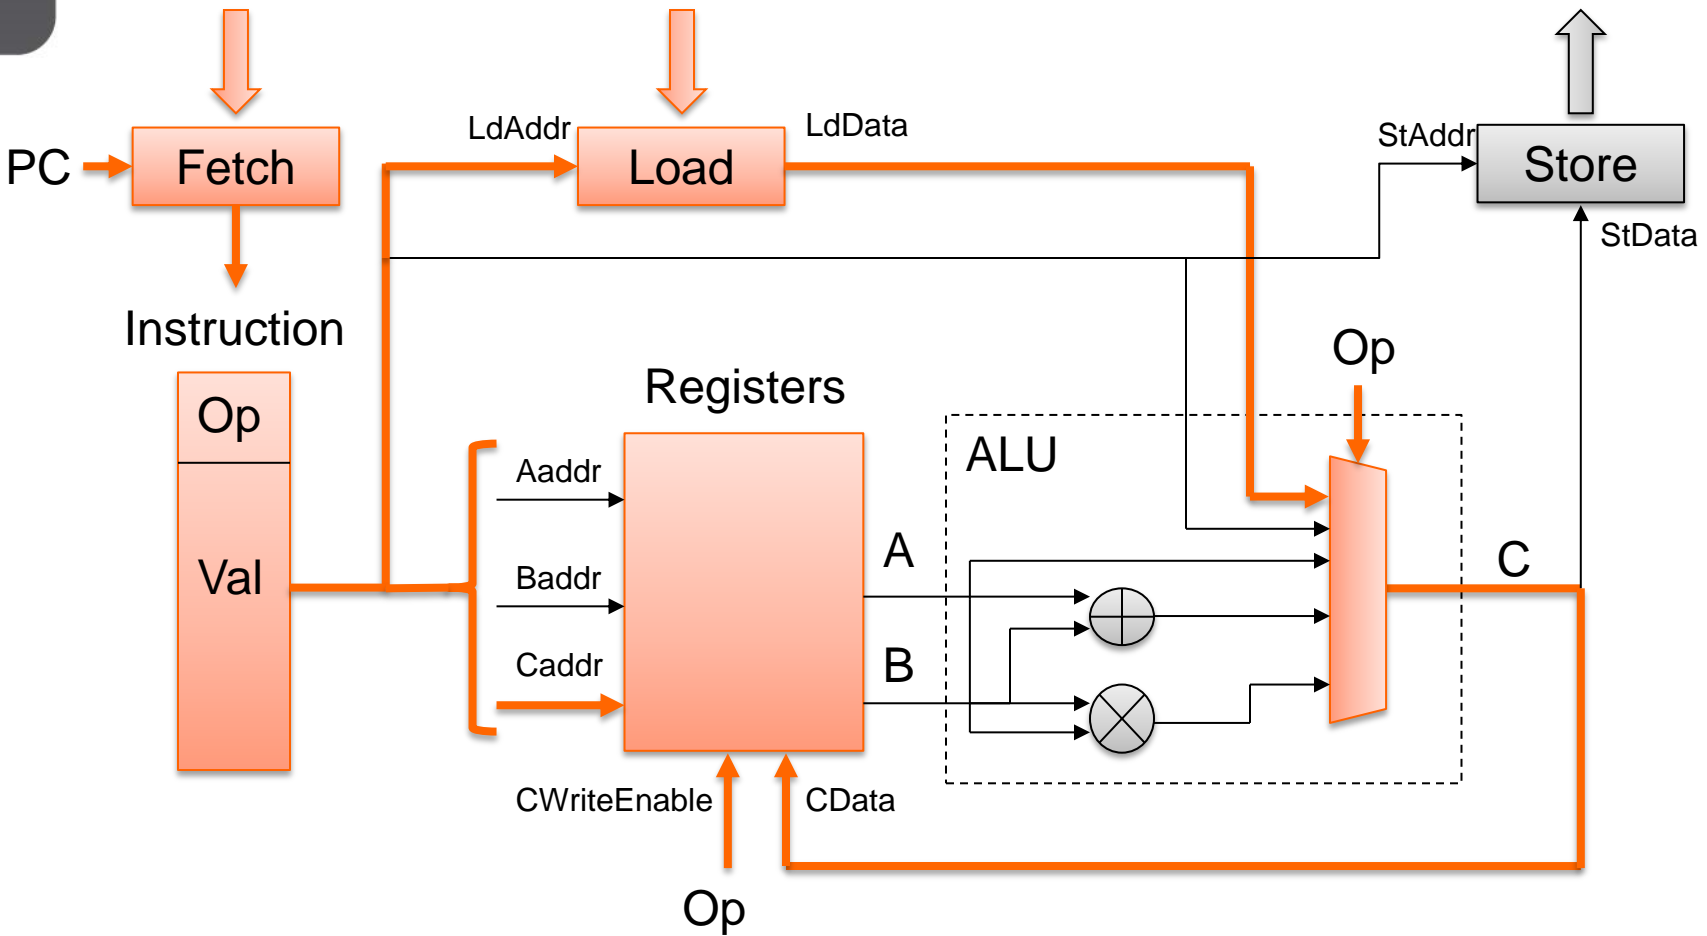 LdAddr
LdData
StAddr
PC
Fetch
Load
Store
StData
Instruction
Op
Registers
Op
ALU
Aaddr
A
C
Val
Baddr
Caddr
B
CWriteEnable
CData
Op